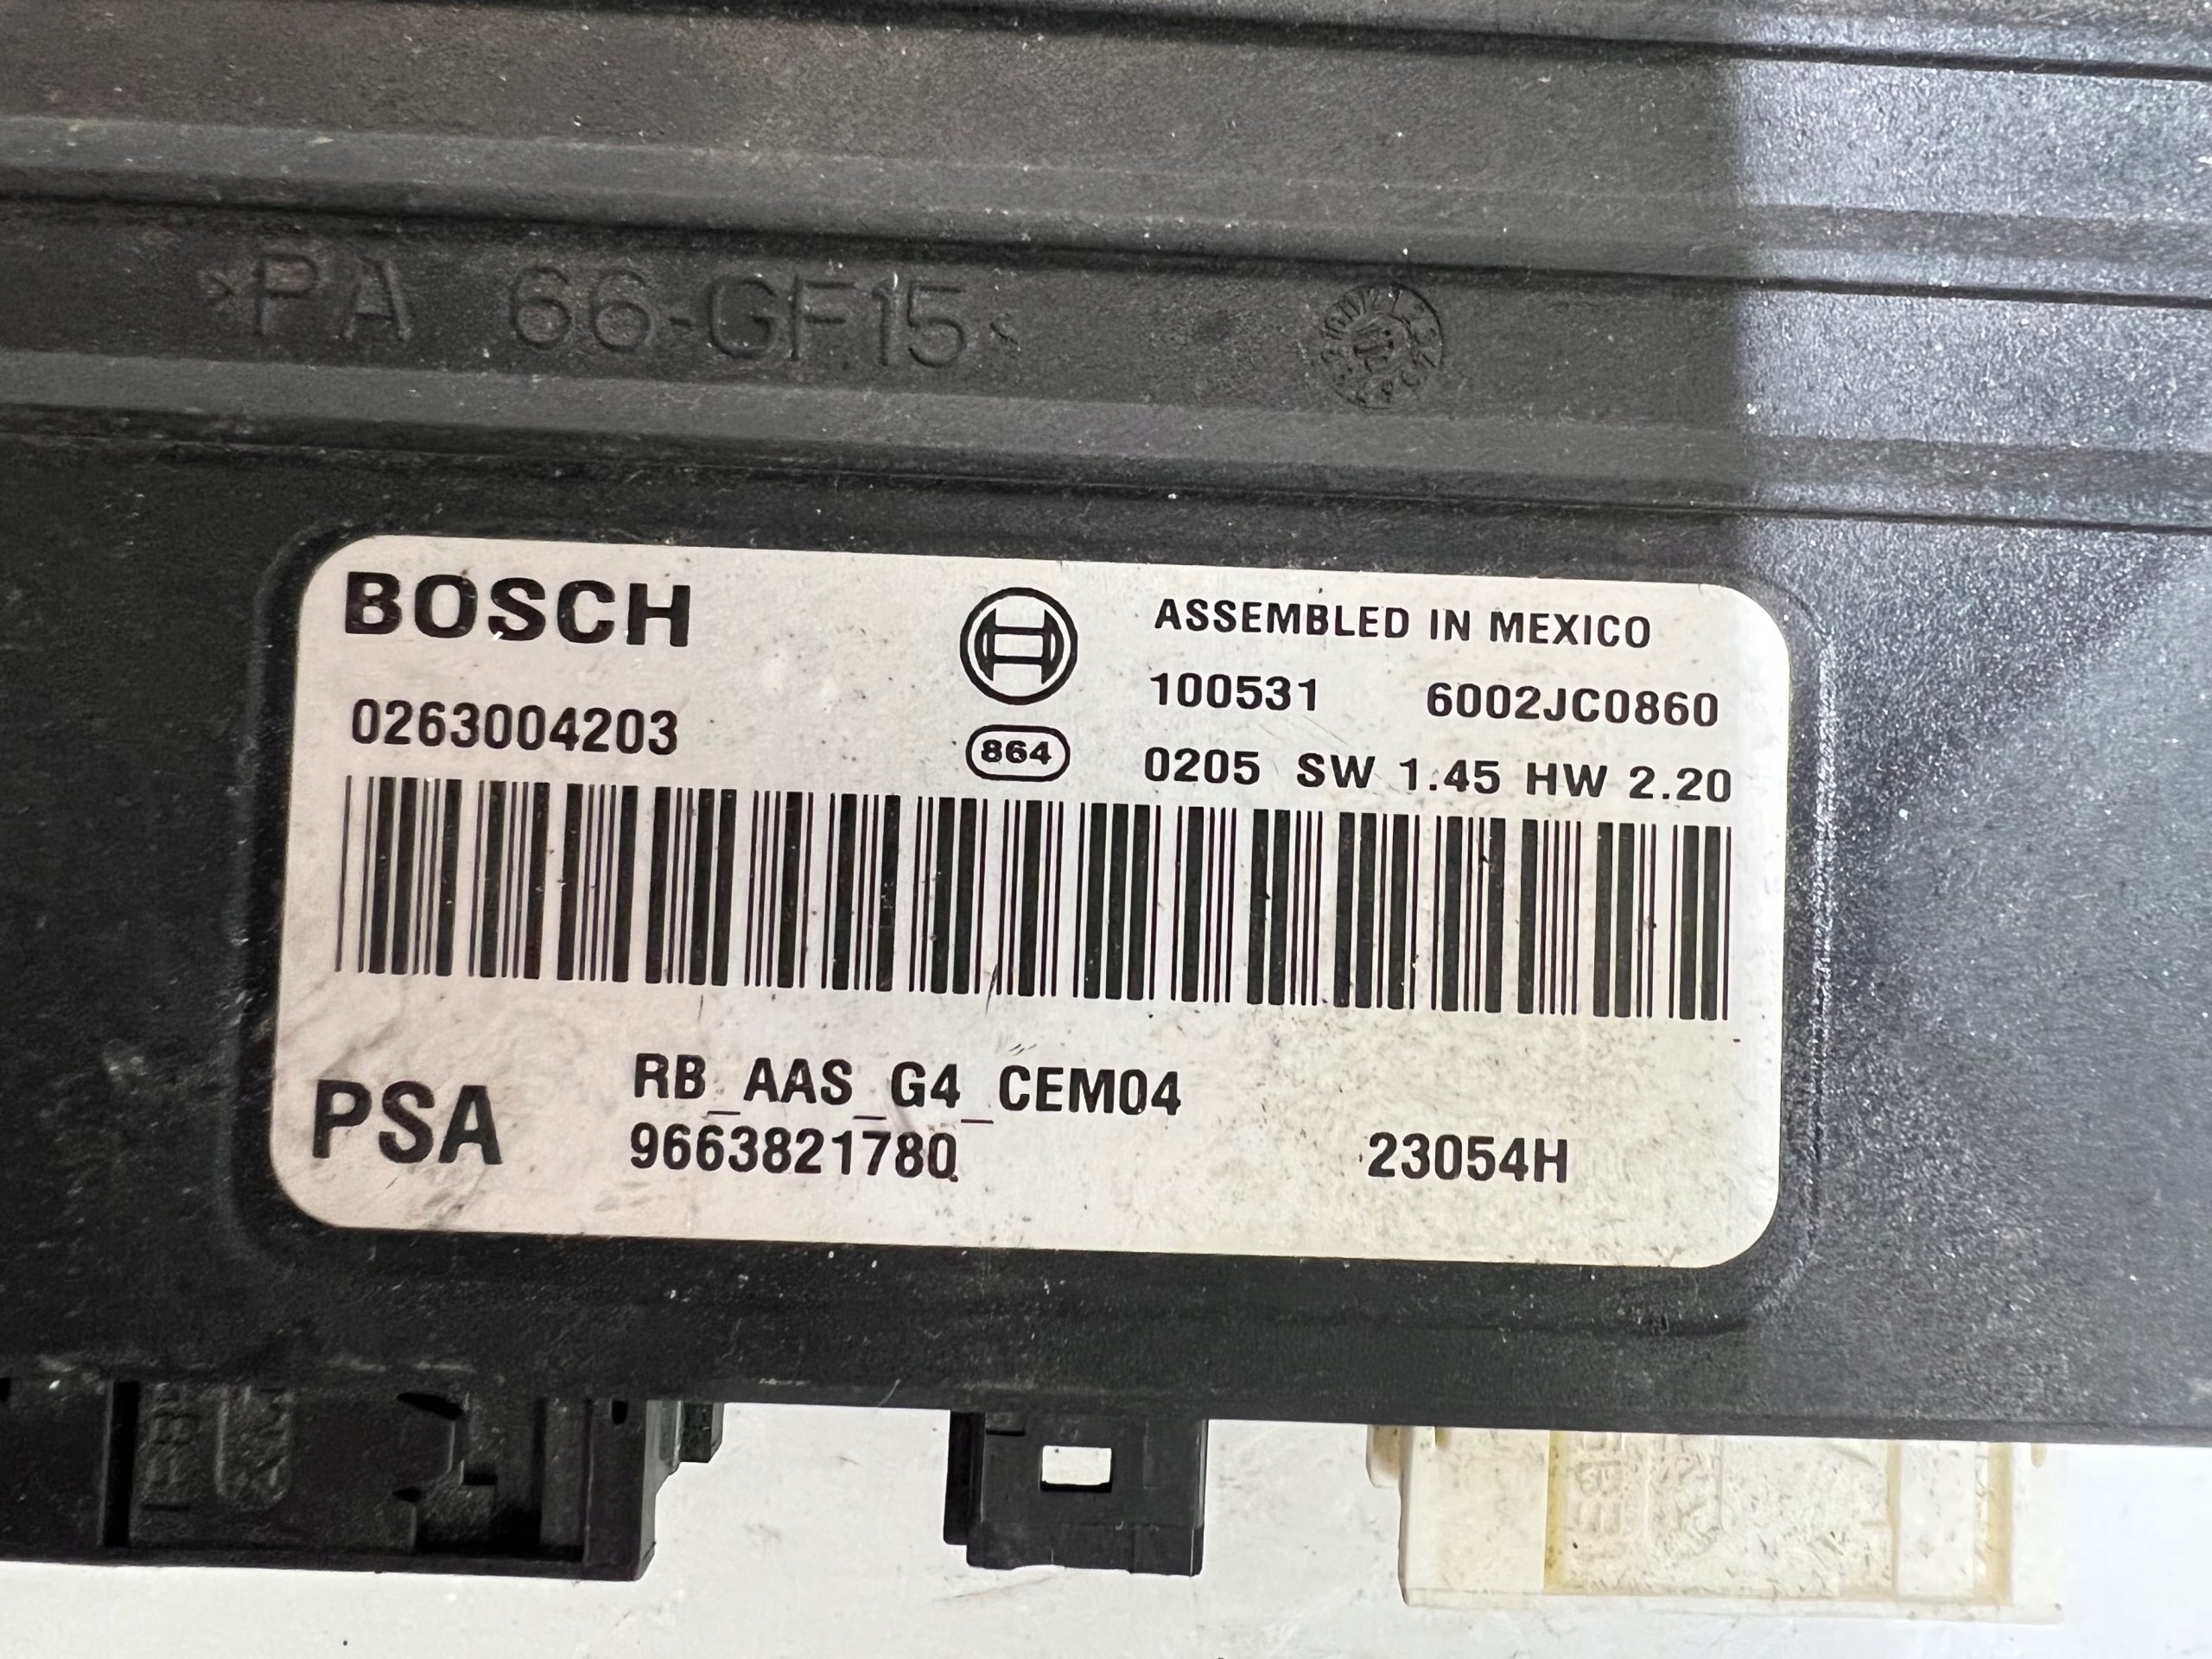 >PA 66-GF15<
BOSCH
ASSEMBLED IN MEXICO
0263004203
100531 6002JC0860
864
0205 SW 1.45 HW 2.20
PSA
RB_AAS_G4_CEM04
9663821780
23054H